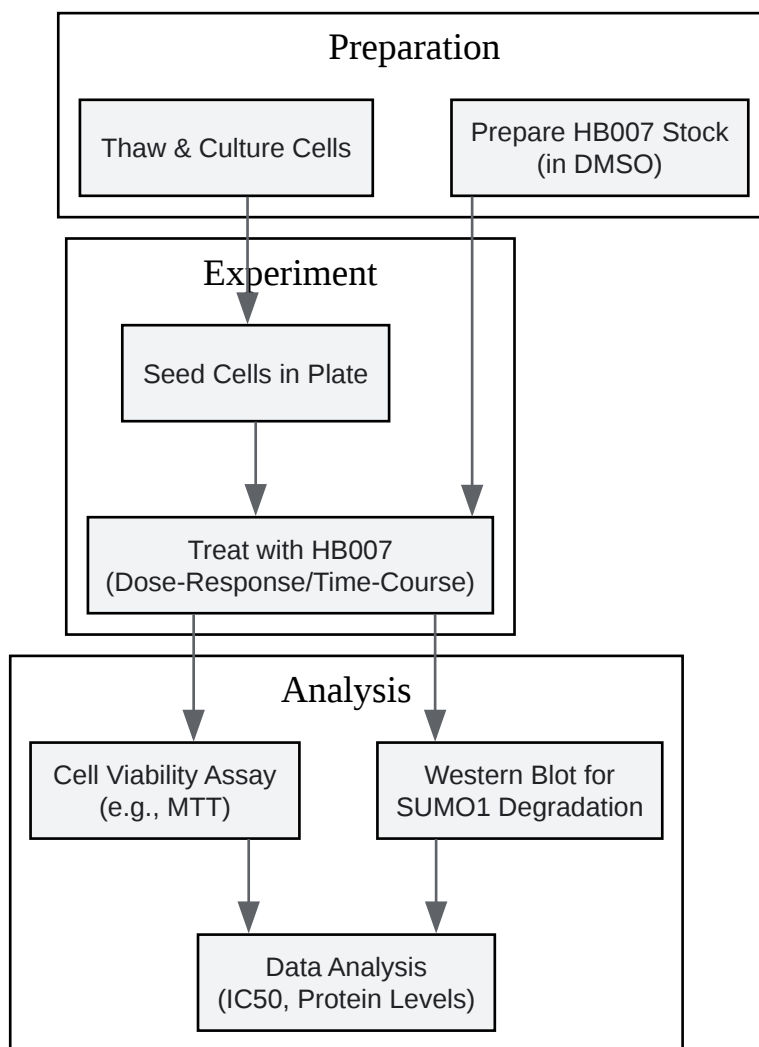 Preparation
Thaw & Culture Cells
Prepare HB007 Stock
(in DMSO)
Experiment
Seed Cells in Plate
Treat with HB007
(Dose-Response/Time-Course)
Analysis
Cell Viability Assay
(e.g., MTT)
Western Blot for
SUMO1 Degradation
Data Analysis
(IC50, Protein Levels)